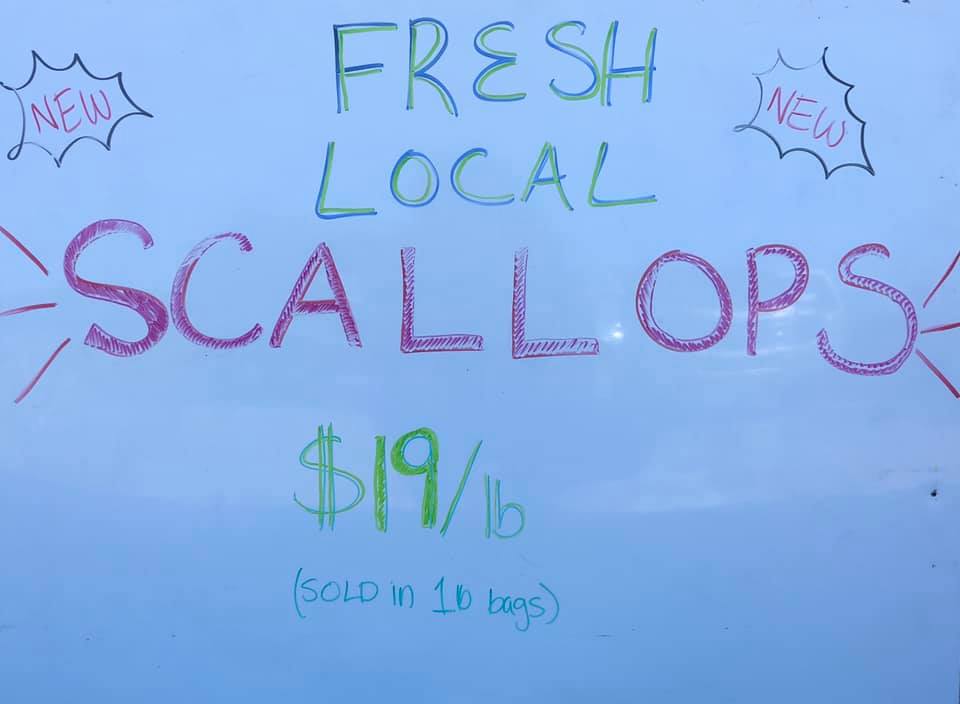 FRESH
NEW NEW
LOCAL
SCALLOPS
$19/lb
(SOLD in 1lb bags)